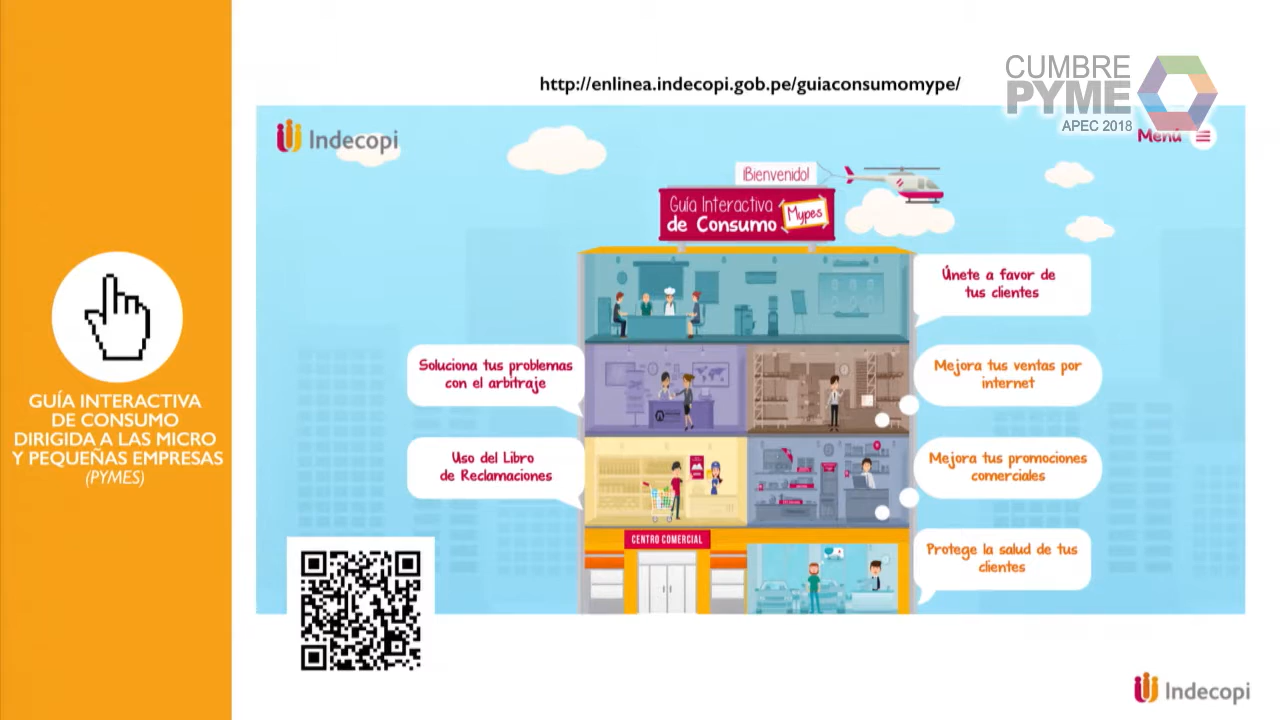 http://enlinea.indecopi.gob.pe/guiaconsumomype/
CUMBRE
PYME
APEC 2018
Indecopi
Menú
¡Bienvenido!
Guía Interactiva
de Consumo
Mypes
Únete a favor de
tus clientes
Soluciona tus problemas
con el arbitraje
Mejora tus ventas por
internet
Uso del Libro
de Reclamaciones
Mejora tus promociones
comerciales
CENTRO COMERCIAL
Protege la salud de tus
clientes
GUÍA INTERACTIVA
DE CONSUMO
DIRIGIDA A LAS MICRO
Y PEQUEÑAS EMPRESAS
(PYMES)
Indecopi